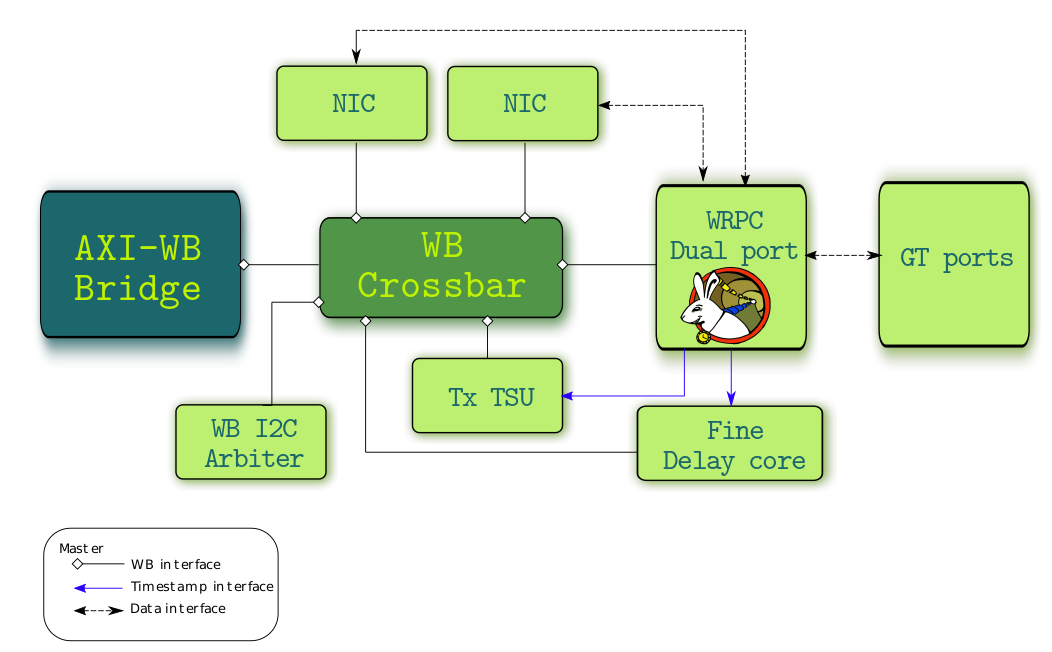 NIC
NIC
AXI-WB
Bridge
WB
Crossbar
WRPC
Dual port
GT ports
Tx TSU
WB I2C
Arbiter
Fine
Delay core
Master
WB interface
Timestamp interface
Data interface